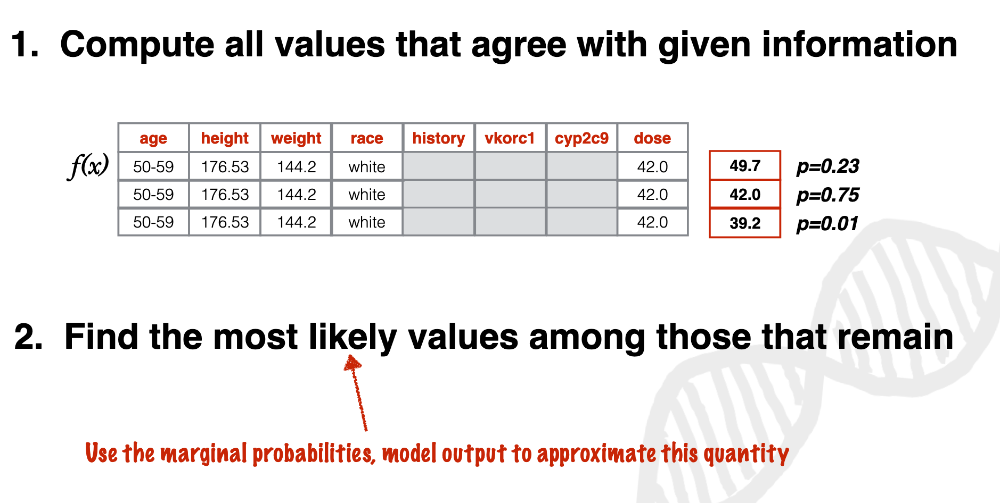 1. Compute all values that agree with given information
age height weight race history vkorc1 cyp2c9 dose
f(x) 50-59 176.53 144.2 white 42.0 49.7 p=0.23
50-59 176.53 144.2 white 42.0 42.0 p=0.75
50-59 176.53 144.2 white 42.0 39.2 p=0.01
2. Find the most likely values among those that remain
Use the marginal probabilities, model output to approximate this quantity